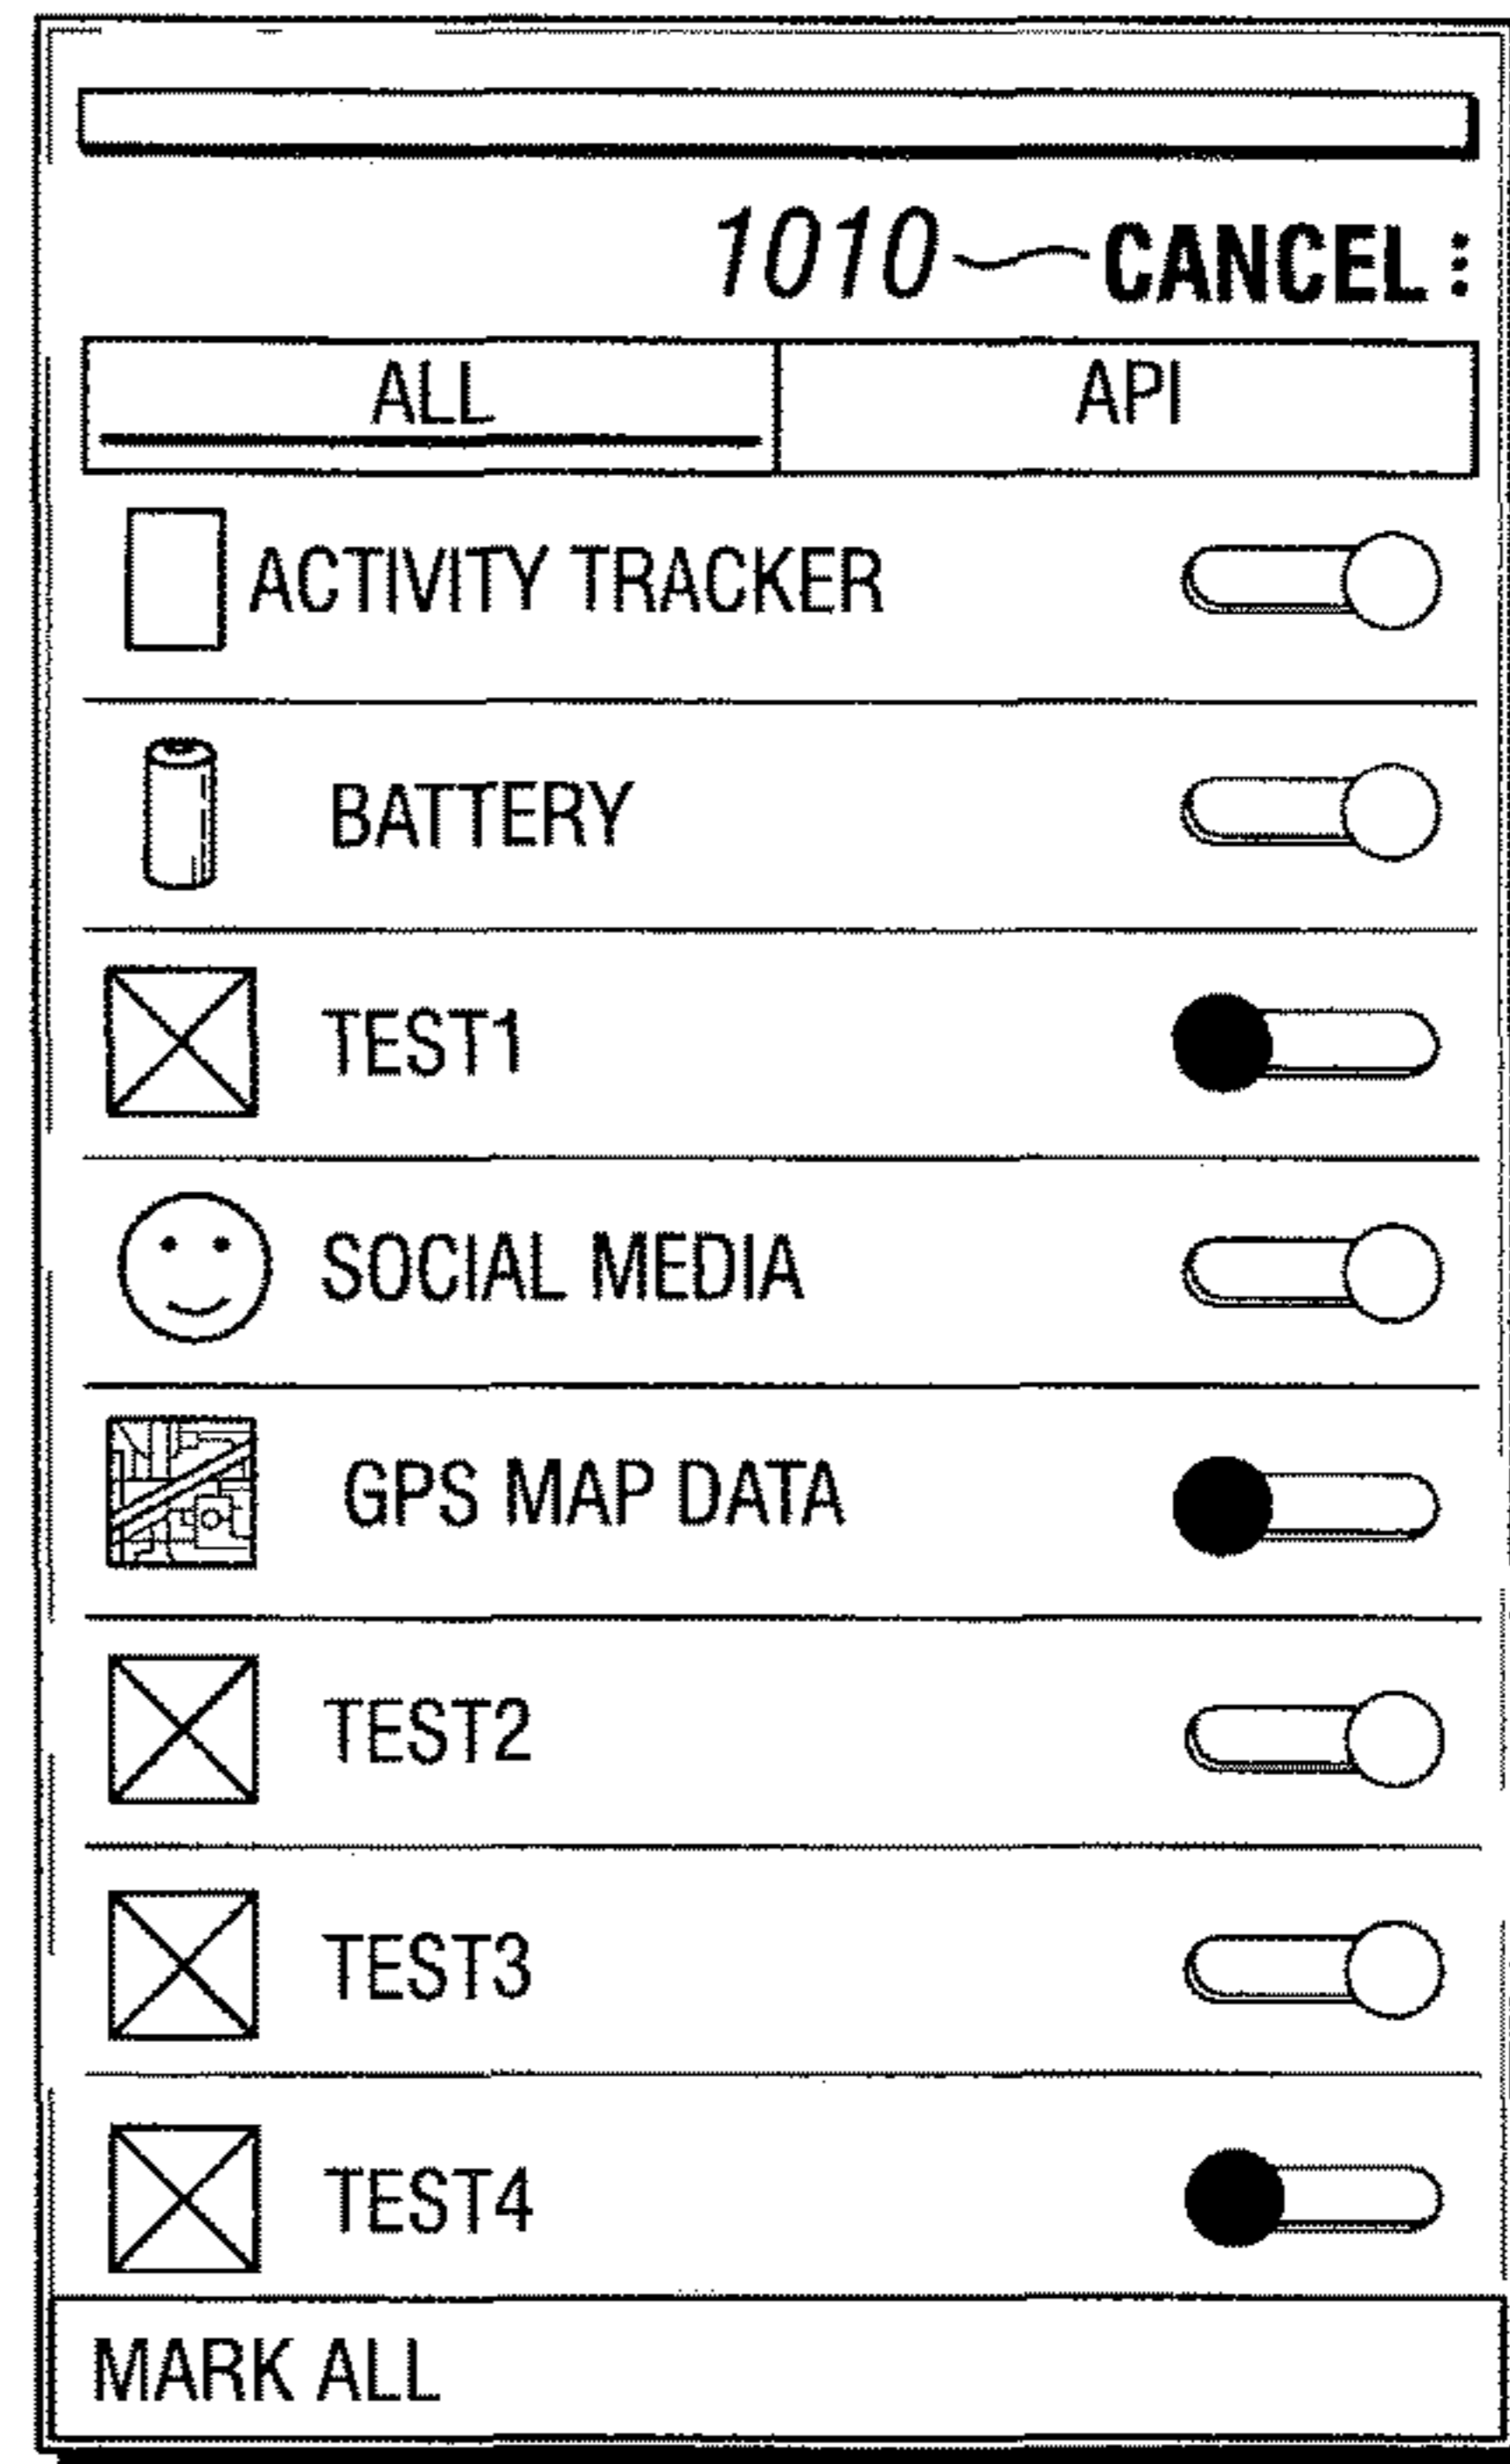 1010 CANCEL
ALL API
ACTIVITY TRACKER
BATTERY
TEST1
SOCIAL MEDIA
GPS MAP DATA
TEST2
TEST3
TEST4
MARK ALL